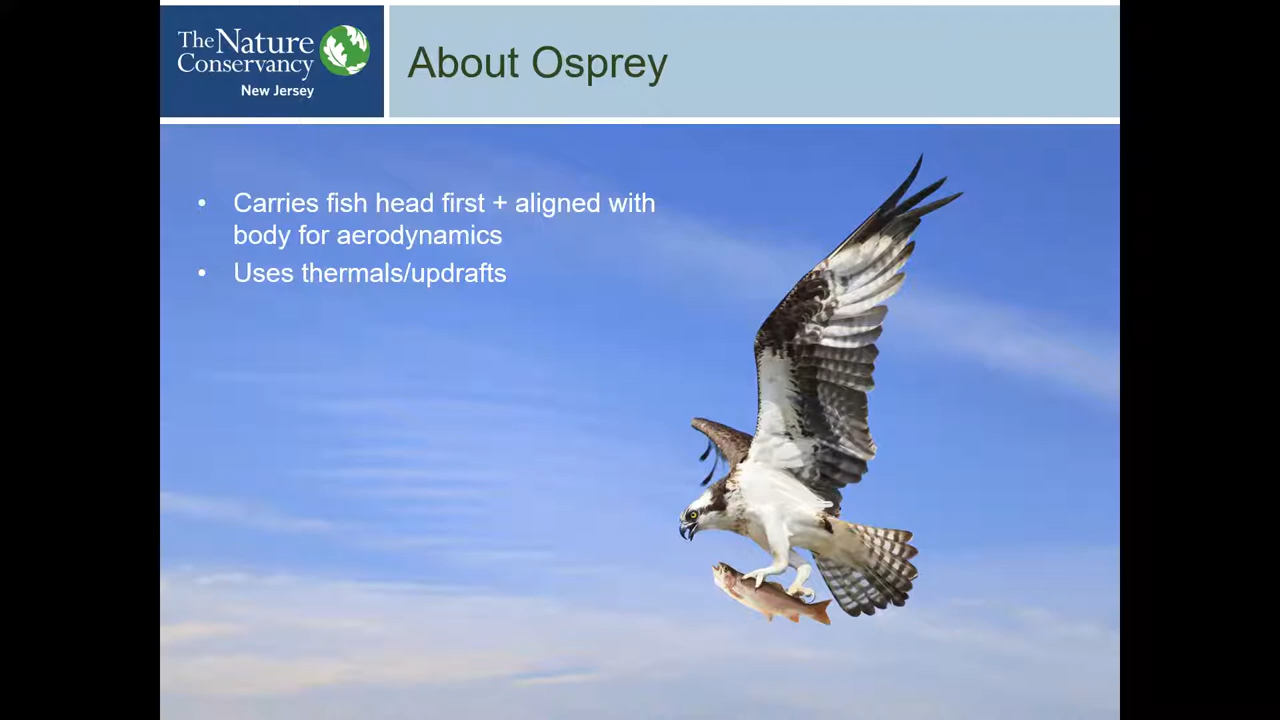 The Nature
Conservancy
New Jersey
About Osprey
• Carries fish head first + aligned with
body for aerodynamics
• Uses thermals/updrafts